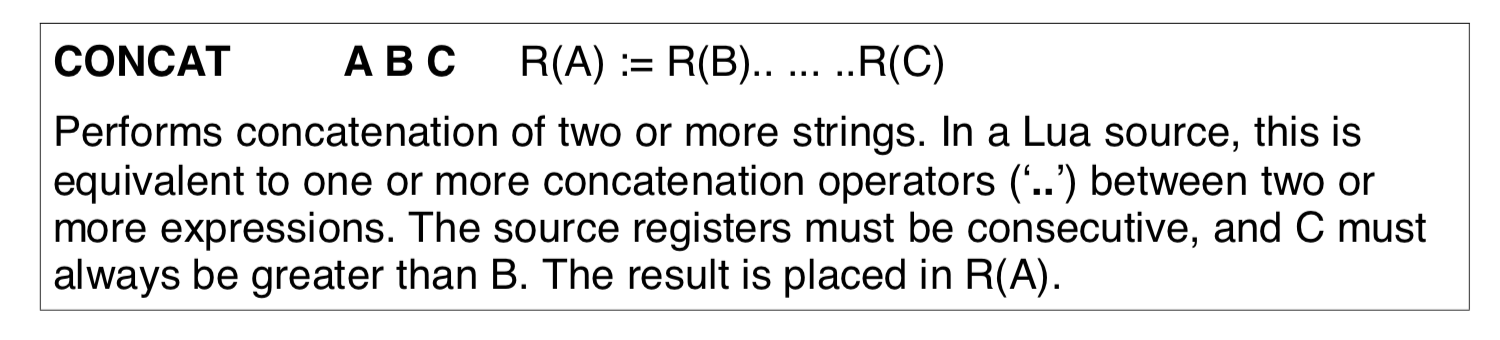 CONCAT A B C R(A) := R(B).. ... ..R(C)
Performs concatenation of two or more strings. In a Lua source, this is
equivalent to one or more concatenation operators (‘..’) between two or
more expressions. The source registers must be consecutive, and C must
always be greater than B. The result is placed in R(A).